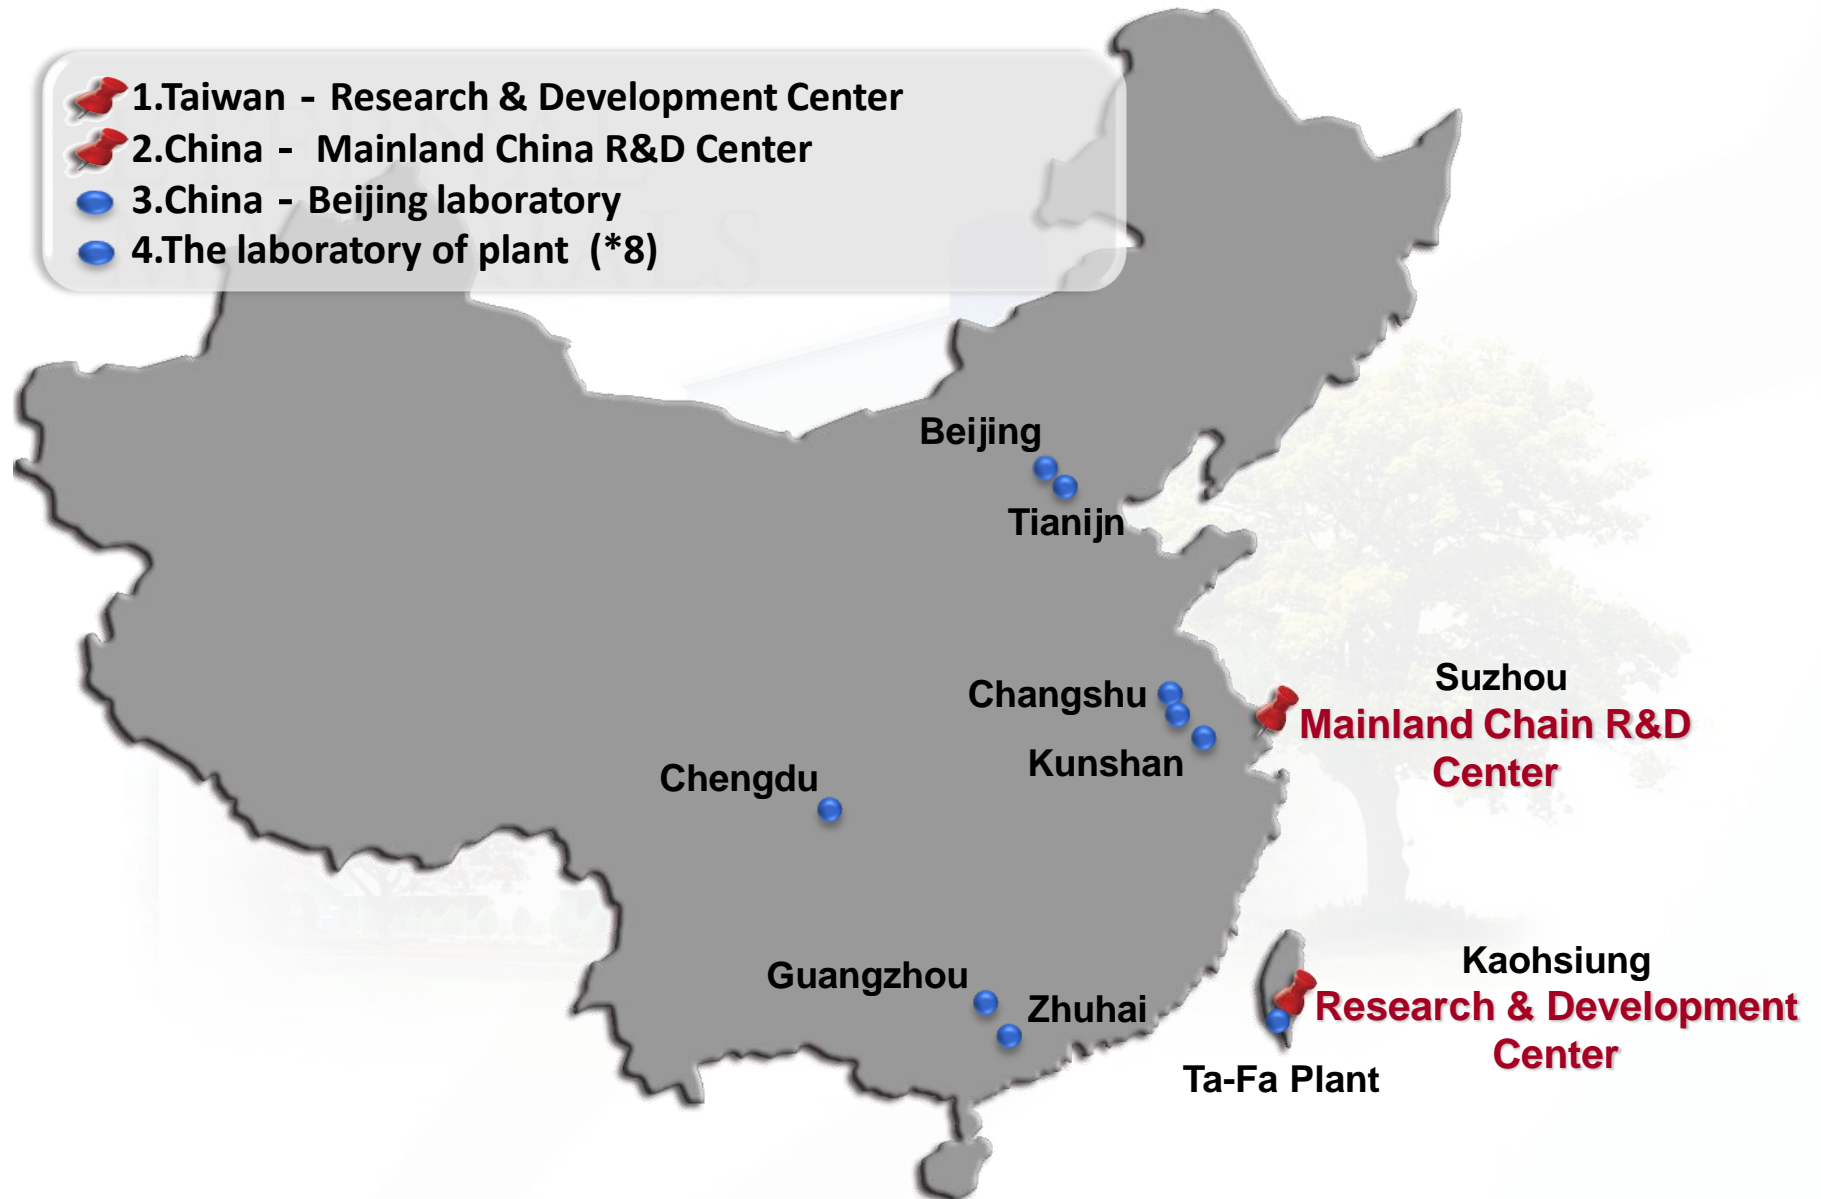 1.Taiwan - Research & Development Center
2.China - Mainland China R&D Center
3.China - Beijing laboratory
4.The laboratory of plant (*8)
Beijing
Tianijn
Changshu
Kunshan
Suzhou
Mainland Chain R&D
Center
Chengdu
Guangzhou
Zhuhai
Kaohsiung
Research & Development
Center
Ta-Fa Plant